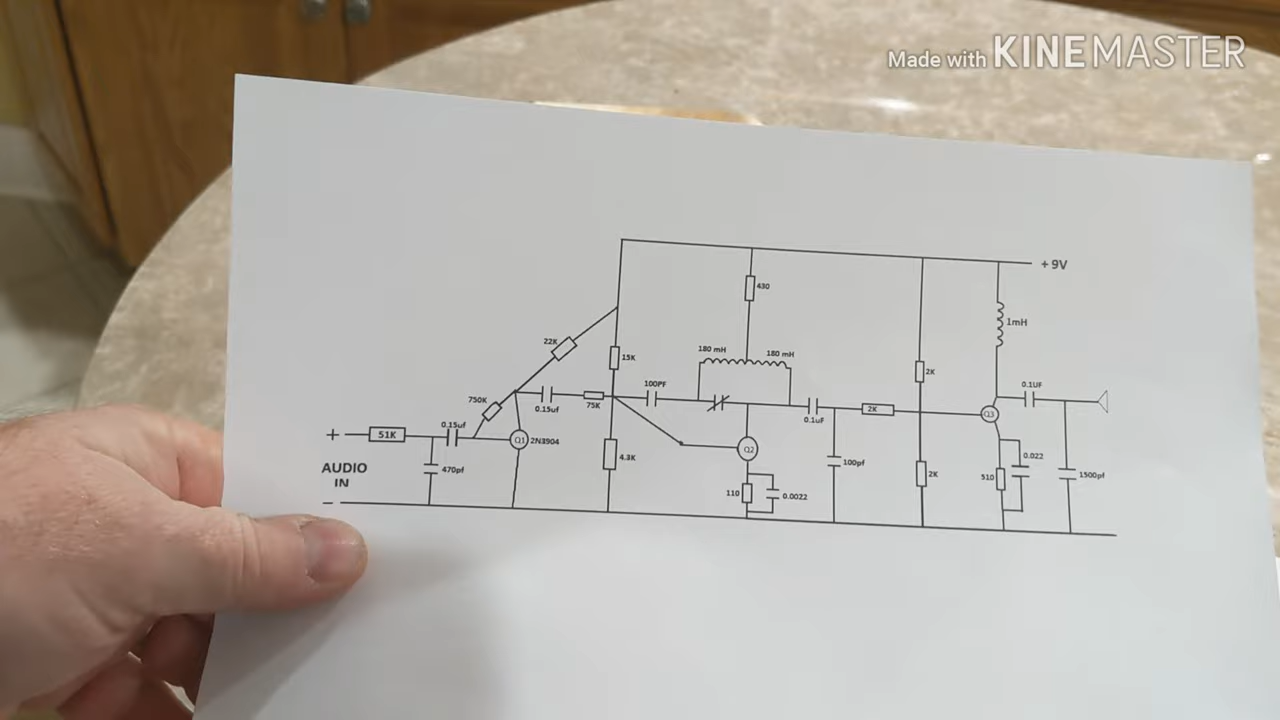 Made with KINEMASTER
+ 9V
430
1mH
22K
15K
180 mH
180 mH
2K
100PF
0.1UF
750K
0.15uf
75K
0.1uF
2K
Q3
0.15uf
+
51K
Q1
2N3904
Q2
4.3K
AUDIO
IN
470pf
100pf
2K
0.022
510
1500pf
110
0.0022
−